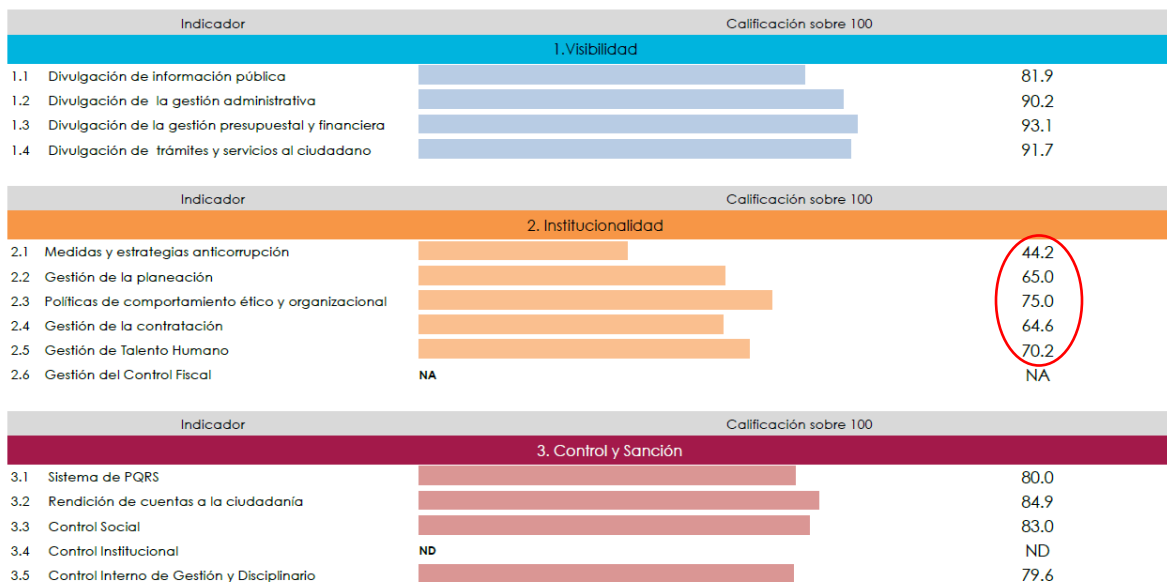 Indicador Calificación sobre 100
1.Visibilidad
1.1 Divulgación de información pública 81.9
1.2 Divulgación de la gestión administrativa 90.2
1.3 Divulgación de la gestión presupuestal y financiera 93.1
1.4 Divulgación de trámites y servicios al ciudadano 91.7
Indicador Calificación sobre 100
2. Institucionalidad
2.1 Medidas y estrategias anticorrupción 44.2
2.2 Gestión de la planeación 65.0
2.3 Políticas de comportamiento ético y organizacional 75.0
2.4 Gestión de la contratación 64.6
2.5 Gestión de Talento Humano 70.2
2.6 Gestión del Control Fiscal NA NA
Indicador Calificación sobre 100
3. Control y Sanción
3.1 Sistema de PQRS 80.0
3.2 Rendición de cuentas a la ciudadanía 84.9
3.3 Control Social 83.0
3.4 Control Institucional ND ND
3.5 Control Interno de Gestión y Disciplinario 79.6